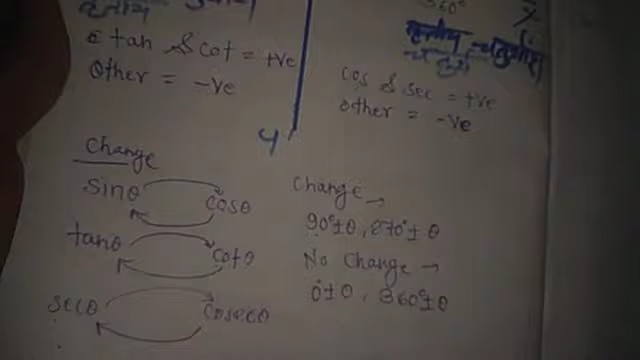 tan & cot = +ve
other = -ve
360°
cos & sec = +ve
other = -ve
y
Change
sinθ cosθ
tanθ cotθ
secθ cosecθ
Change →
90°±θ, 270°±θ
No Change →
0±θ, 360°±θ